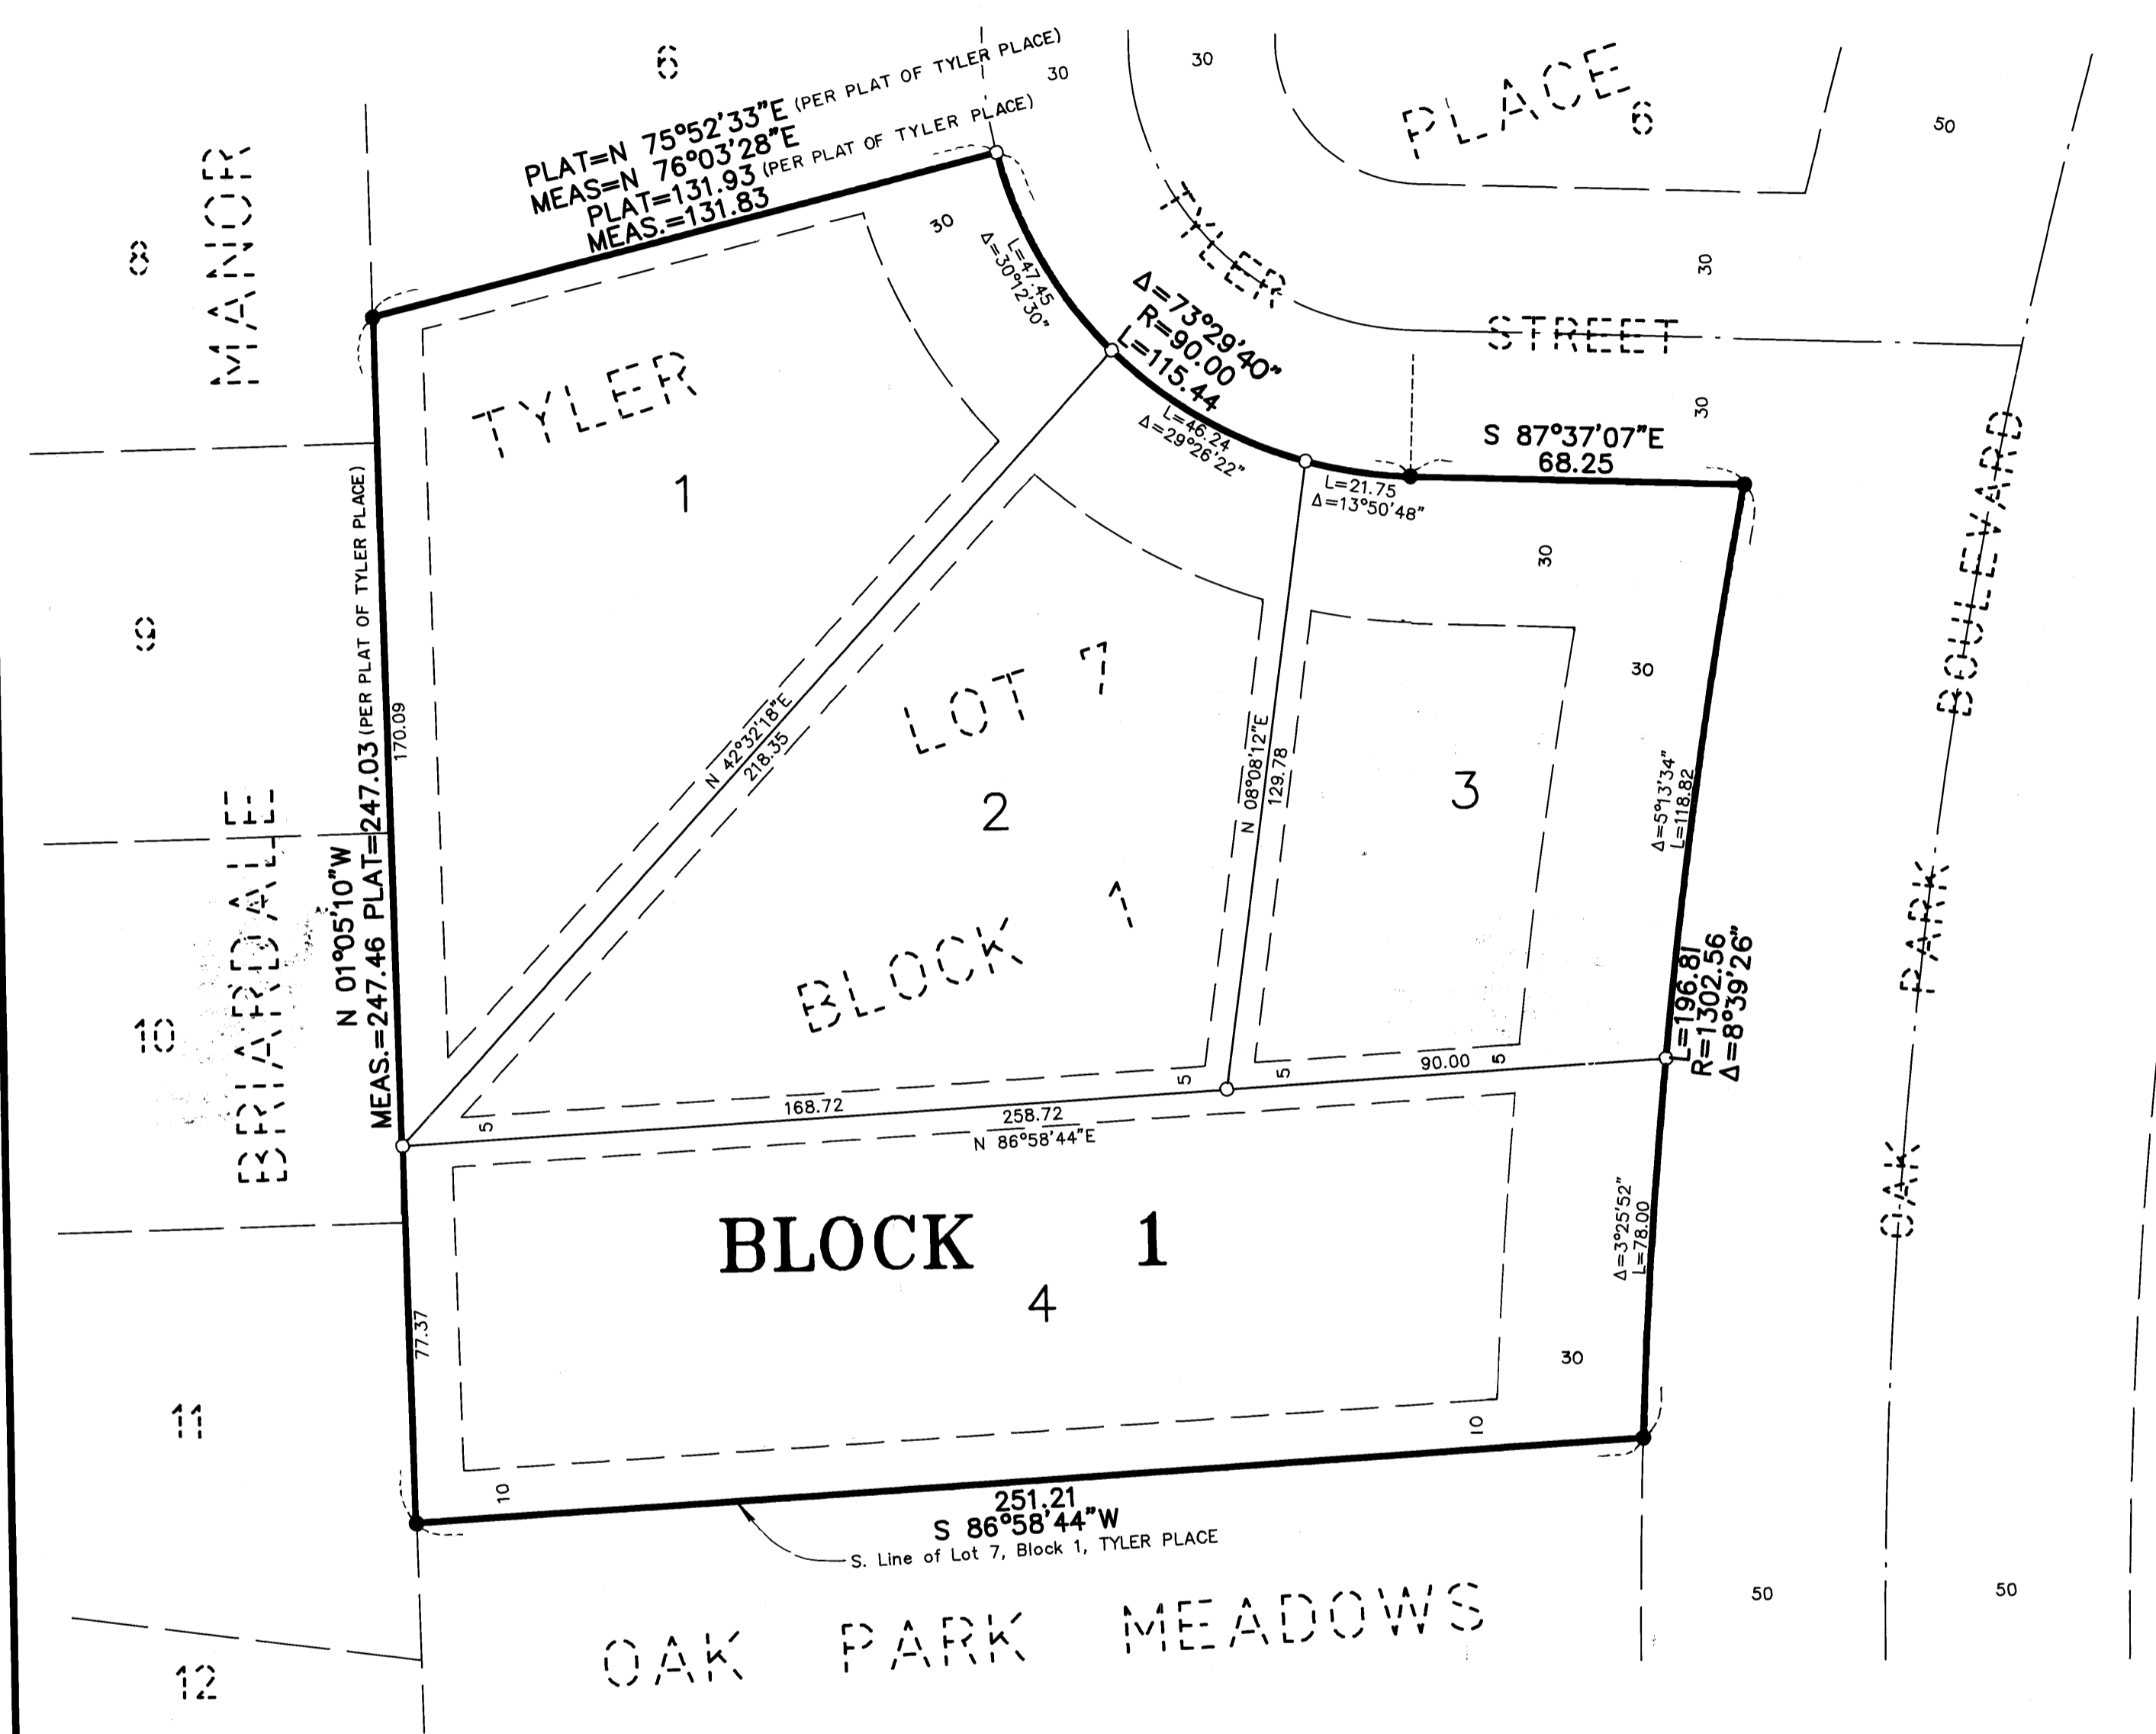 6
PLAT=N 75°52'33"E (PER PLAT OF TYLER PLACE)
MEAS=N 76°03'28"E
PLAT=131.93 (PER PLAT OF TYLER PLACE)
MEAS.=131.83
30
30
PLACE
6
50
MANOR
8
30
L=47.45
Δ=30°12'30"
TYLER STREET
30
30
Δ=73°29'40"
R=90.00
L=115.44
L=46.24
Δ=29°26'22"
S 87°37'07"E
68.25
L=21.75
Δ=13°50'48"
TYLER
1
30
30
9
170.09
N 01°05'10"W
MEAS.=247.46 PLAT=247.03 (PER PLAT OF TYLER PLACE)
N 42°32'18"E
218.35
LOT 7
2
BLOCK 1
N 08°08'12"E
129.78
3
Δ=5°13'34"
L=118.82
OAK PARK BOULEVARD
BRIARDALE
10
L=196.81
R=1302.56
Δ=8°39'26"
5
5
5
5
90.00
168.72
258.72
N 86°58'44"E
BLOCK 1
4
77.37
Δ=3°25'52"
L=78.00
30
11
10
10
251.21
S 86°58'44"W
S. Line of Lot 7, Block 1, TYLER PLACE
50
50
OAK PARK MEADOWS
12